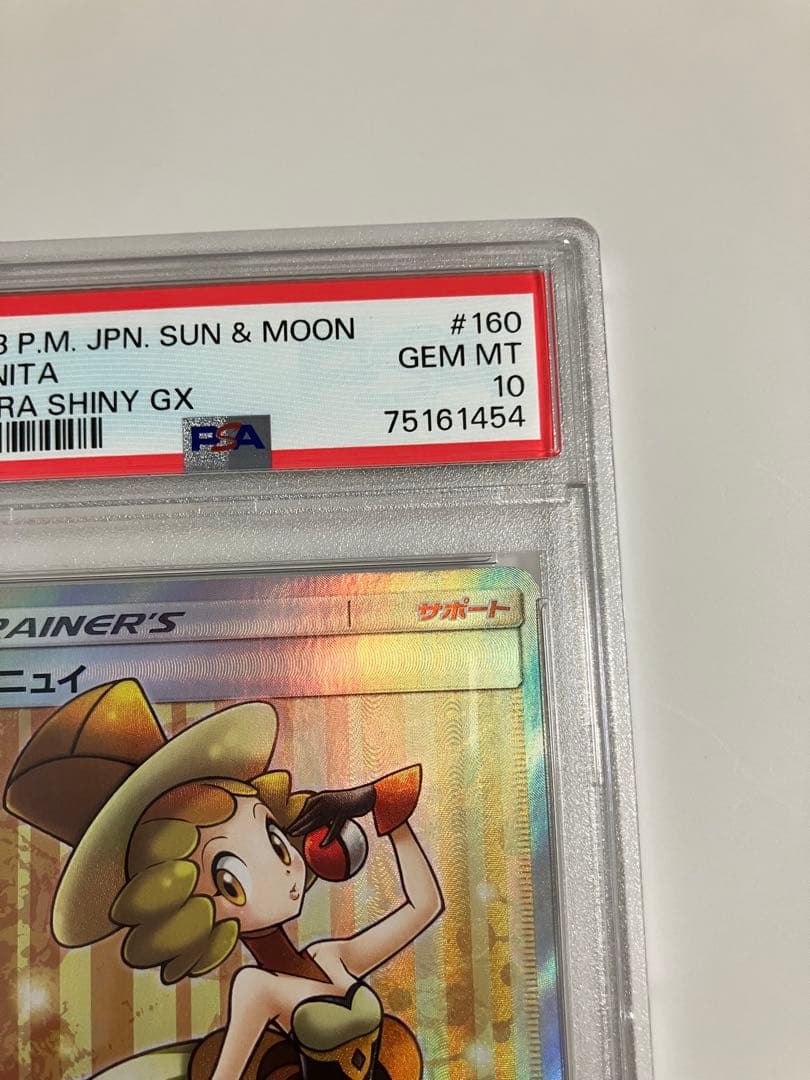 P.M. JPN. SUN & MOON #160
NITA GEM MT
RA SHINY GX 10
PSA 75161454
RAINER'S サポート
ニュイ